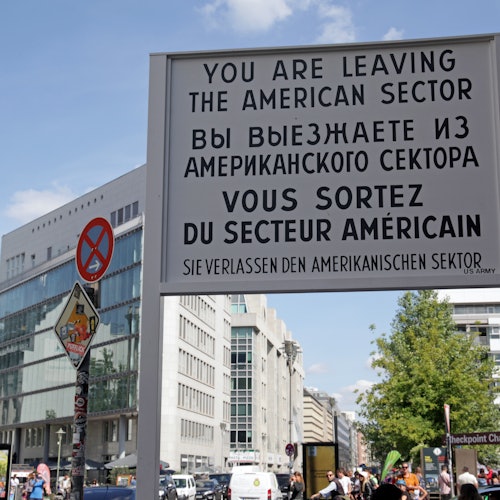 YOU ARE LEAVING
THE AMERICAN SECTOR
ВЫ ВЫЕЗЖАЕТЕ ИЗ
АМЕРИКАНСКОГО СЕКТОРА
VOUS SORTEZ
DU SECTEUR AMÉRICAIN
SIE VERLASSEN DEN AMERIKANISCHEN SEKTOR
US ARMY
Checkpoint